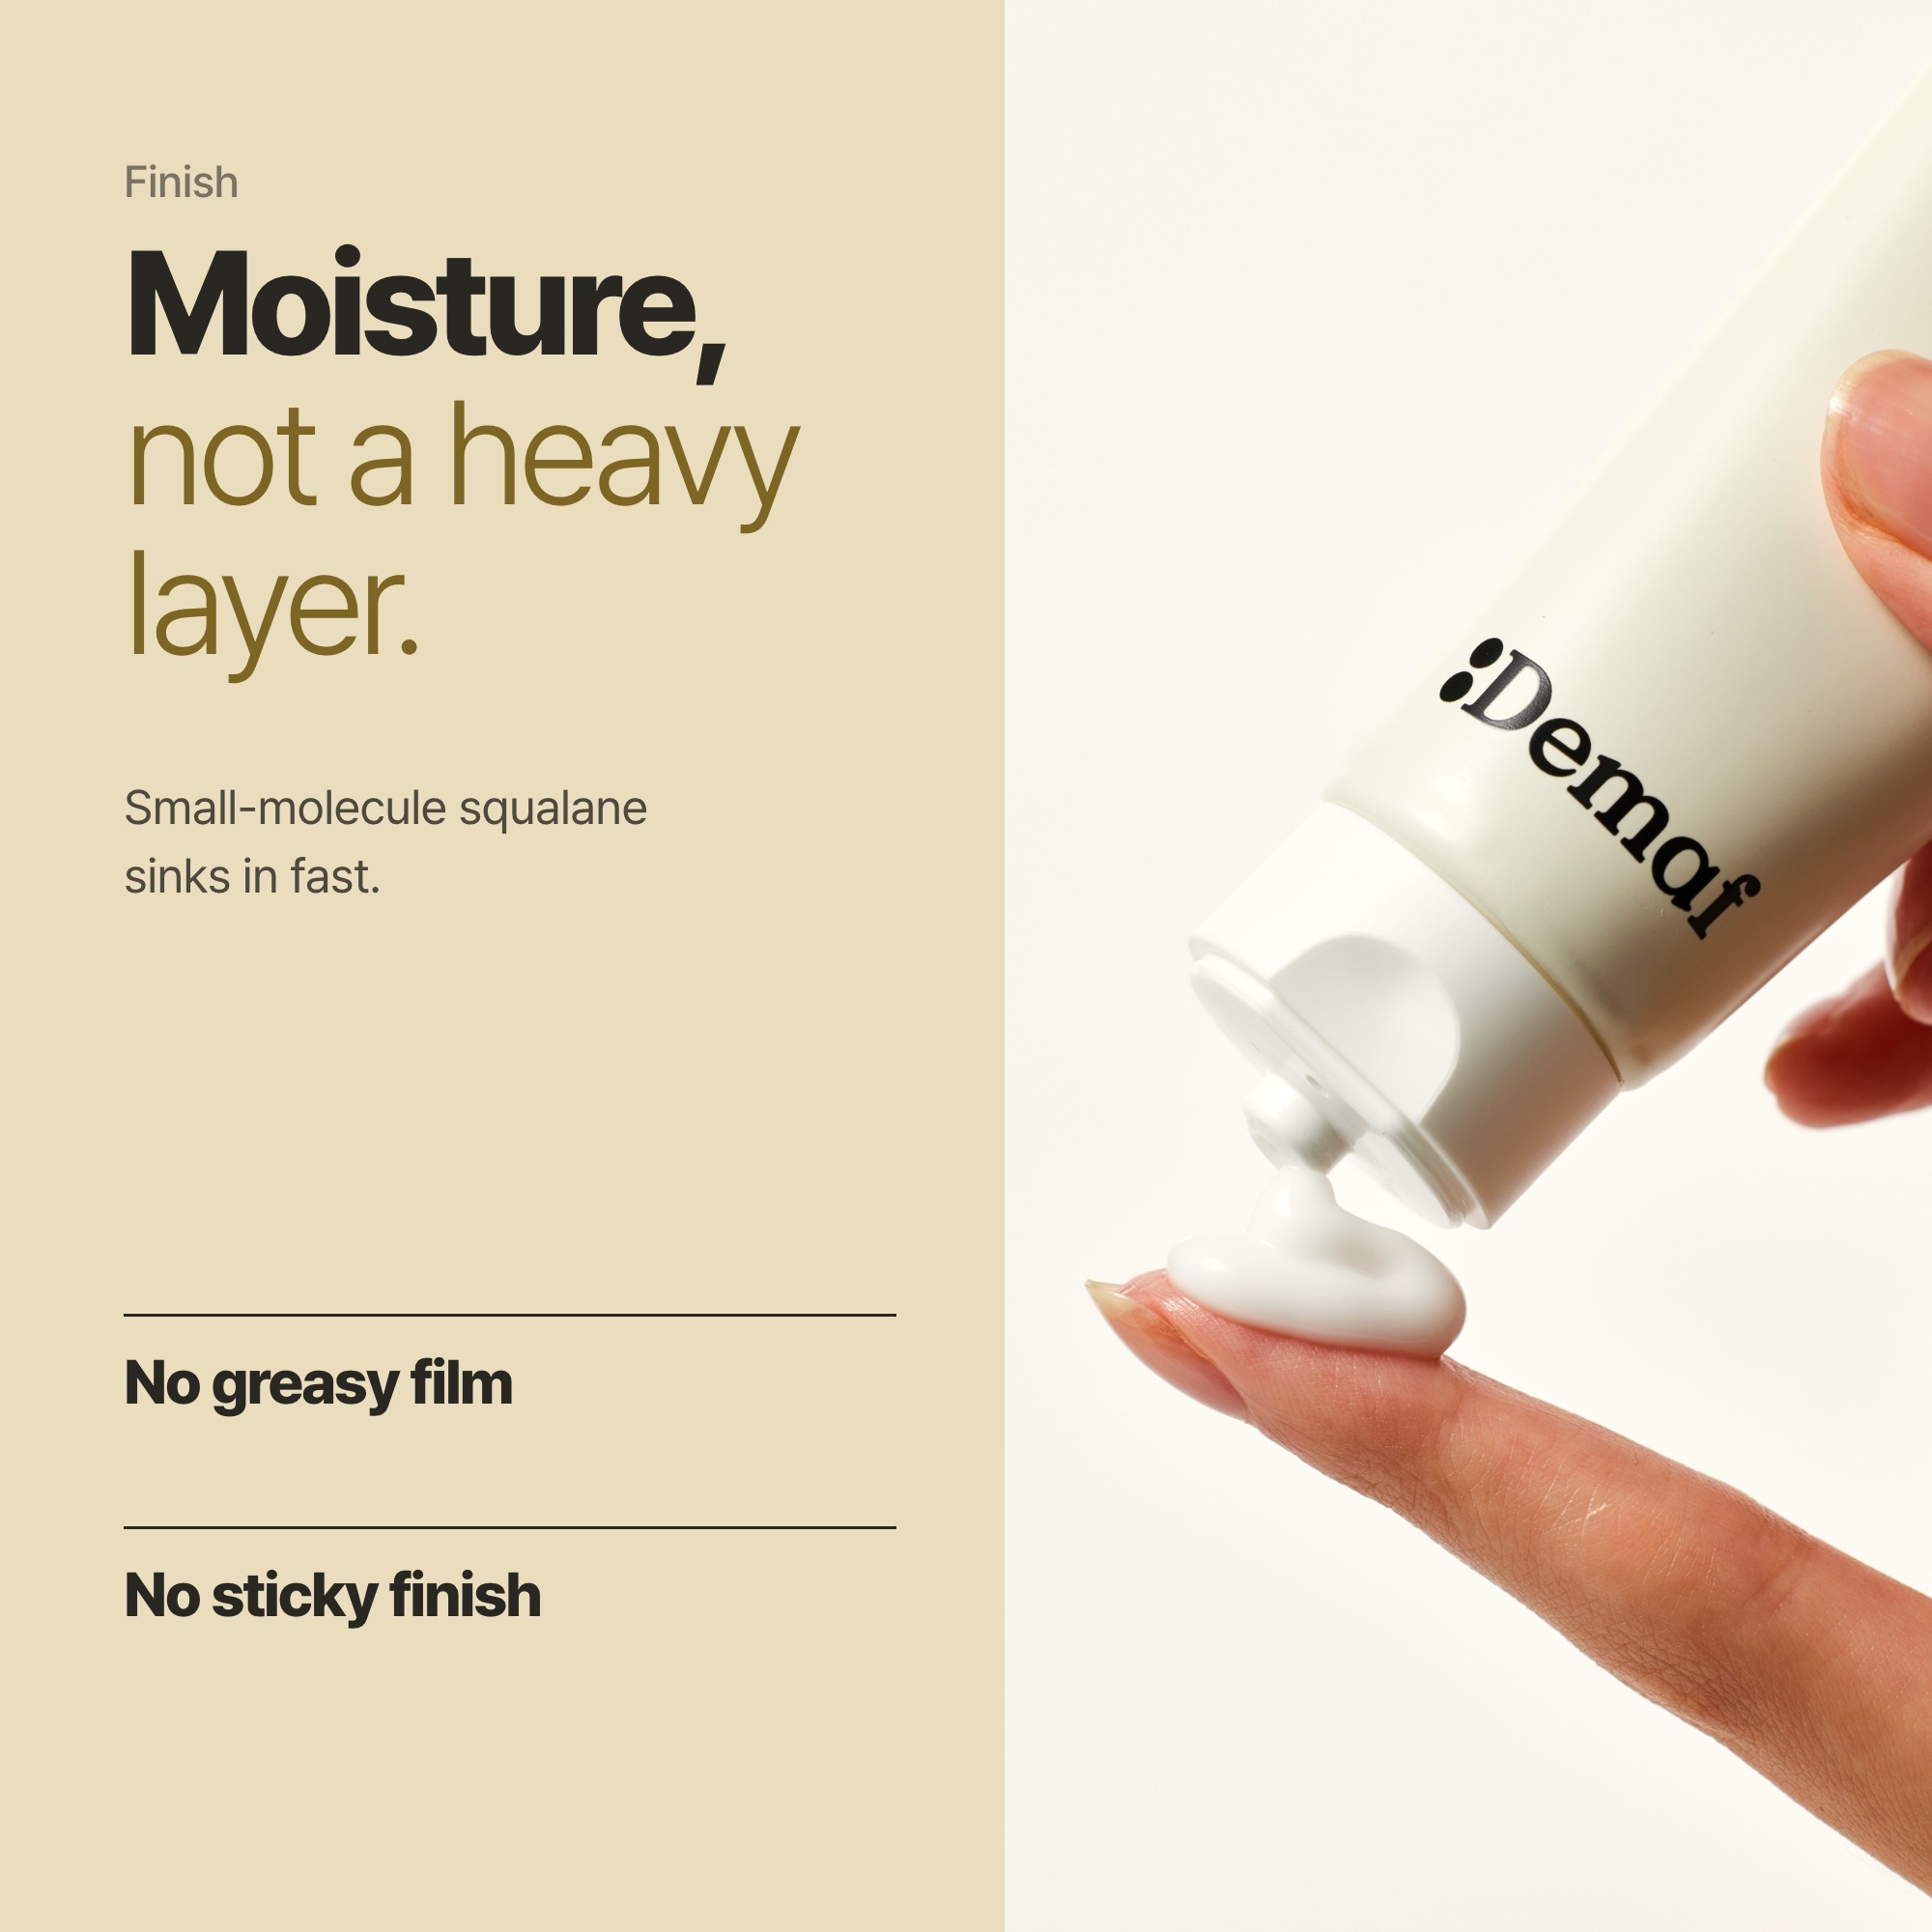 Finish
Moisture,
not a heavy
layer.
Small-molecule squalane
sinks in fast.
No greasy film
No sticky finish
:Demaf